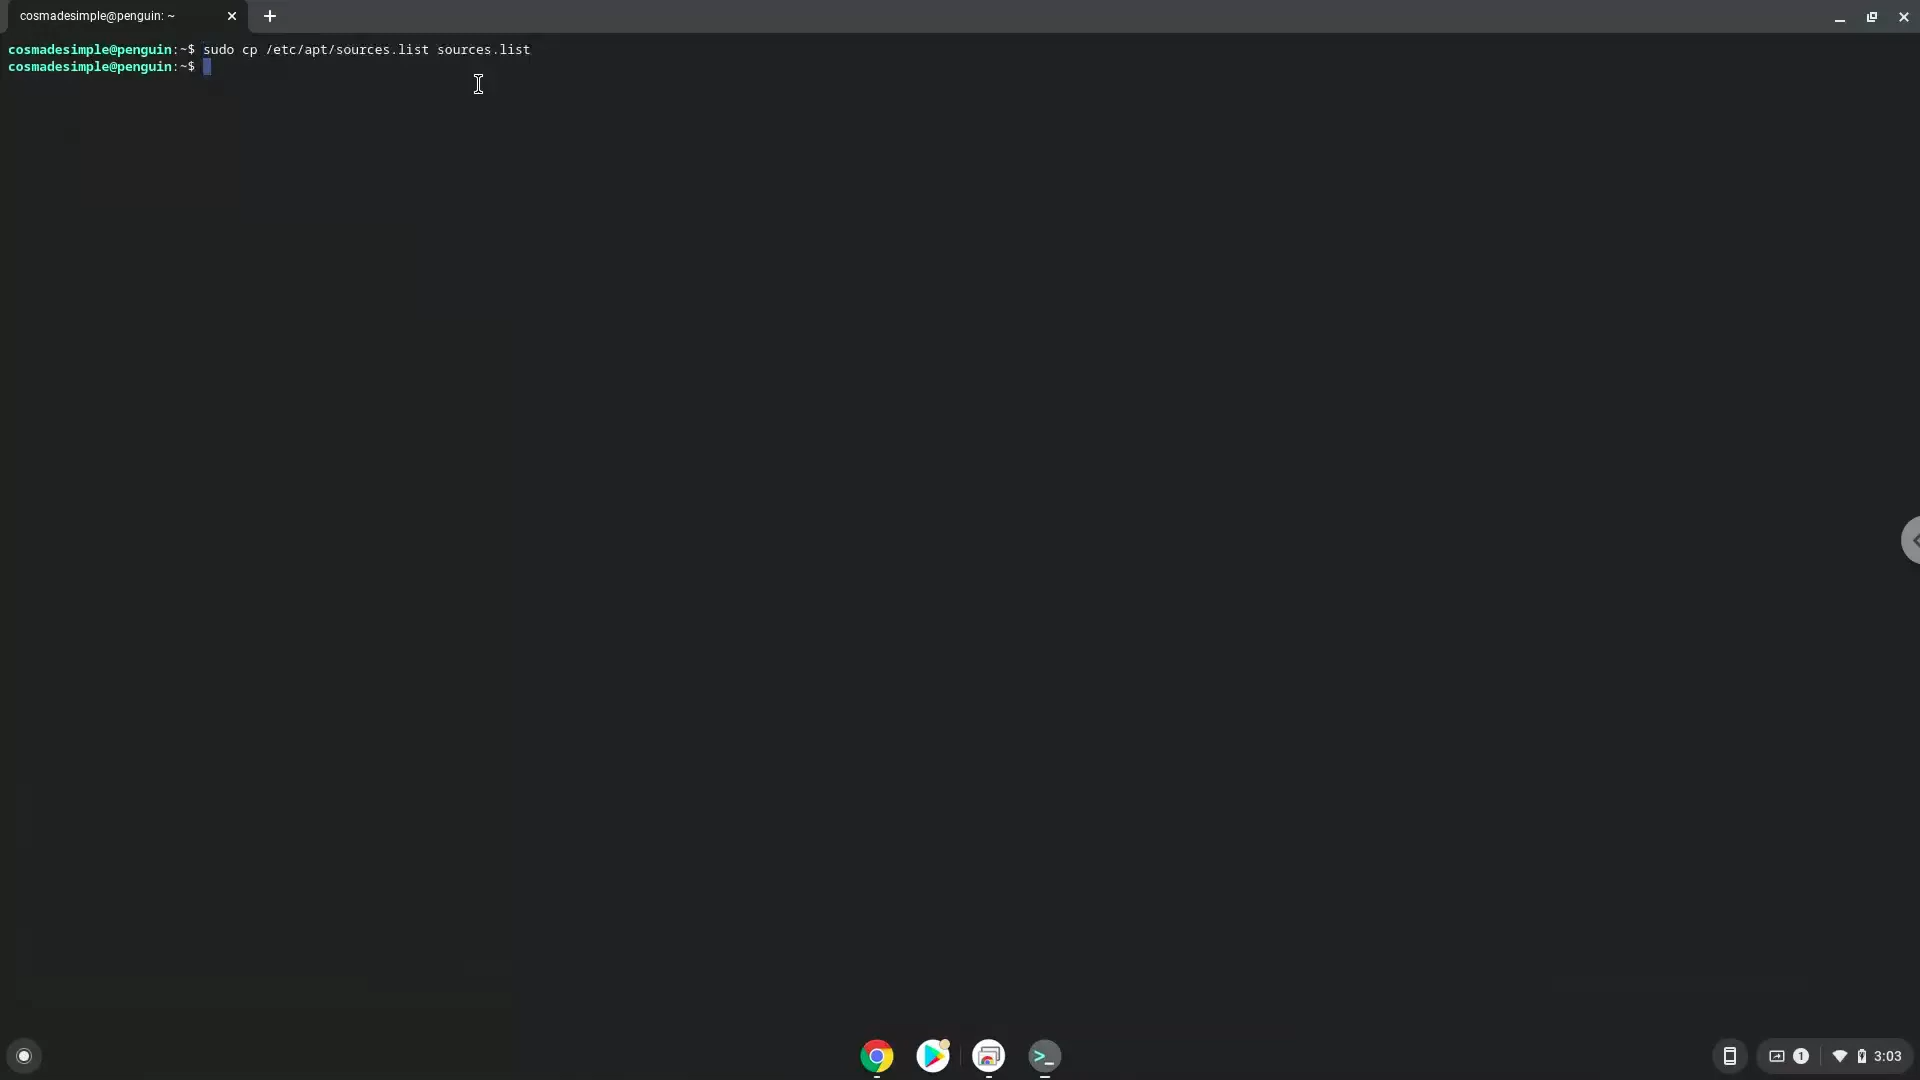 cosmadesimple@penguin: ~
cosmadesimple@penguin:~$ sudo cp /etc/apt/sources.list sources.list
cosmadesimple@penguin:~$
>_
1
3:03